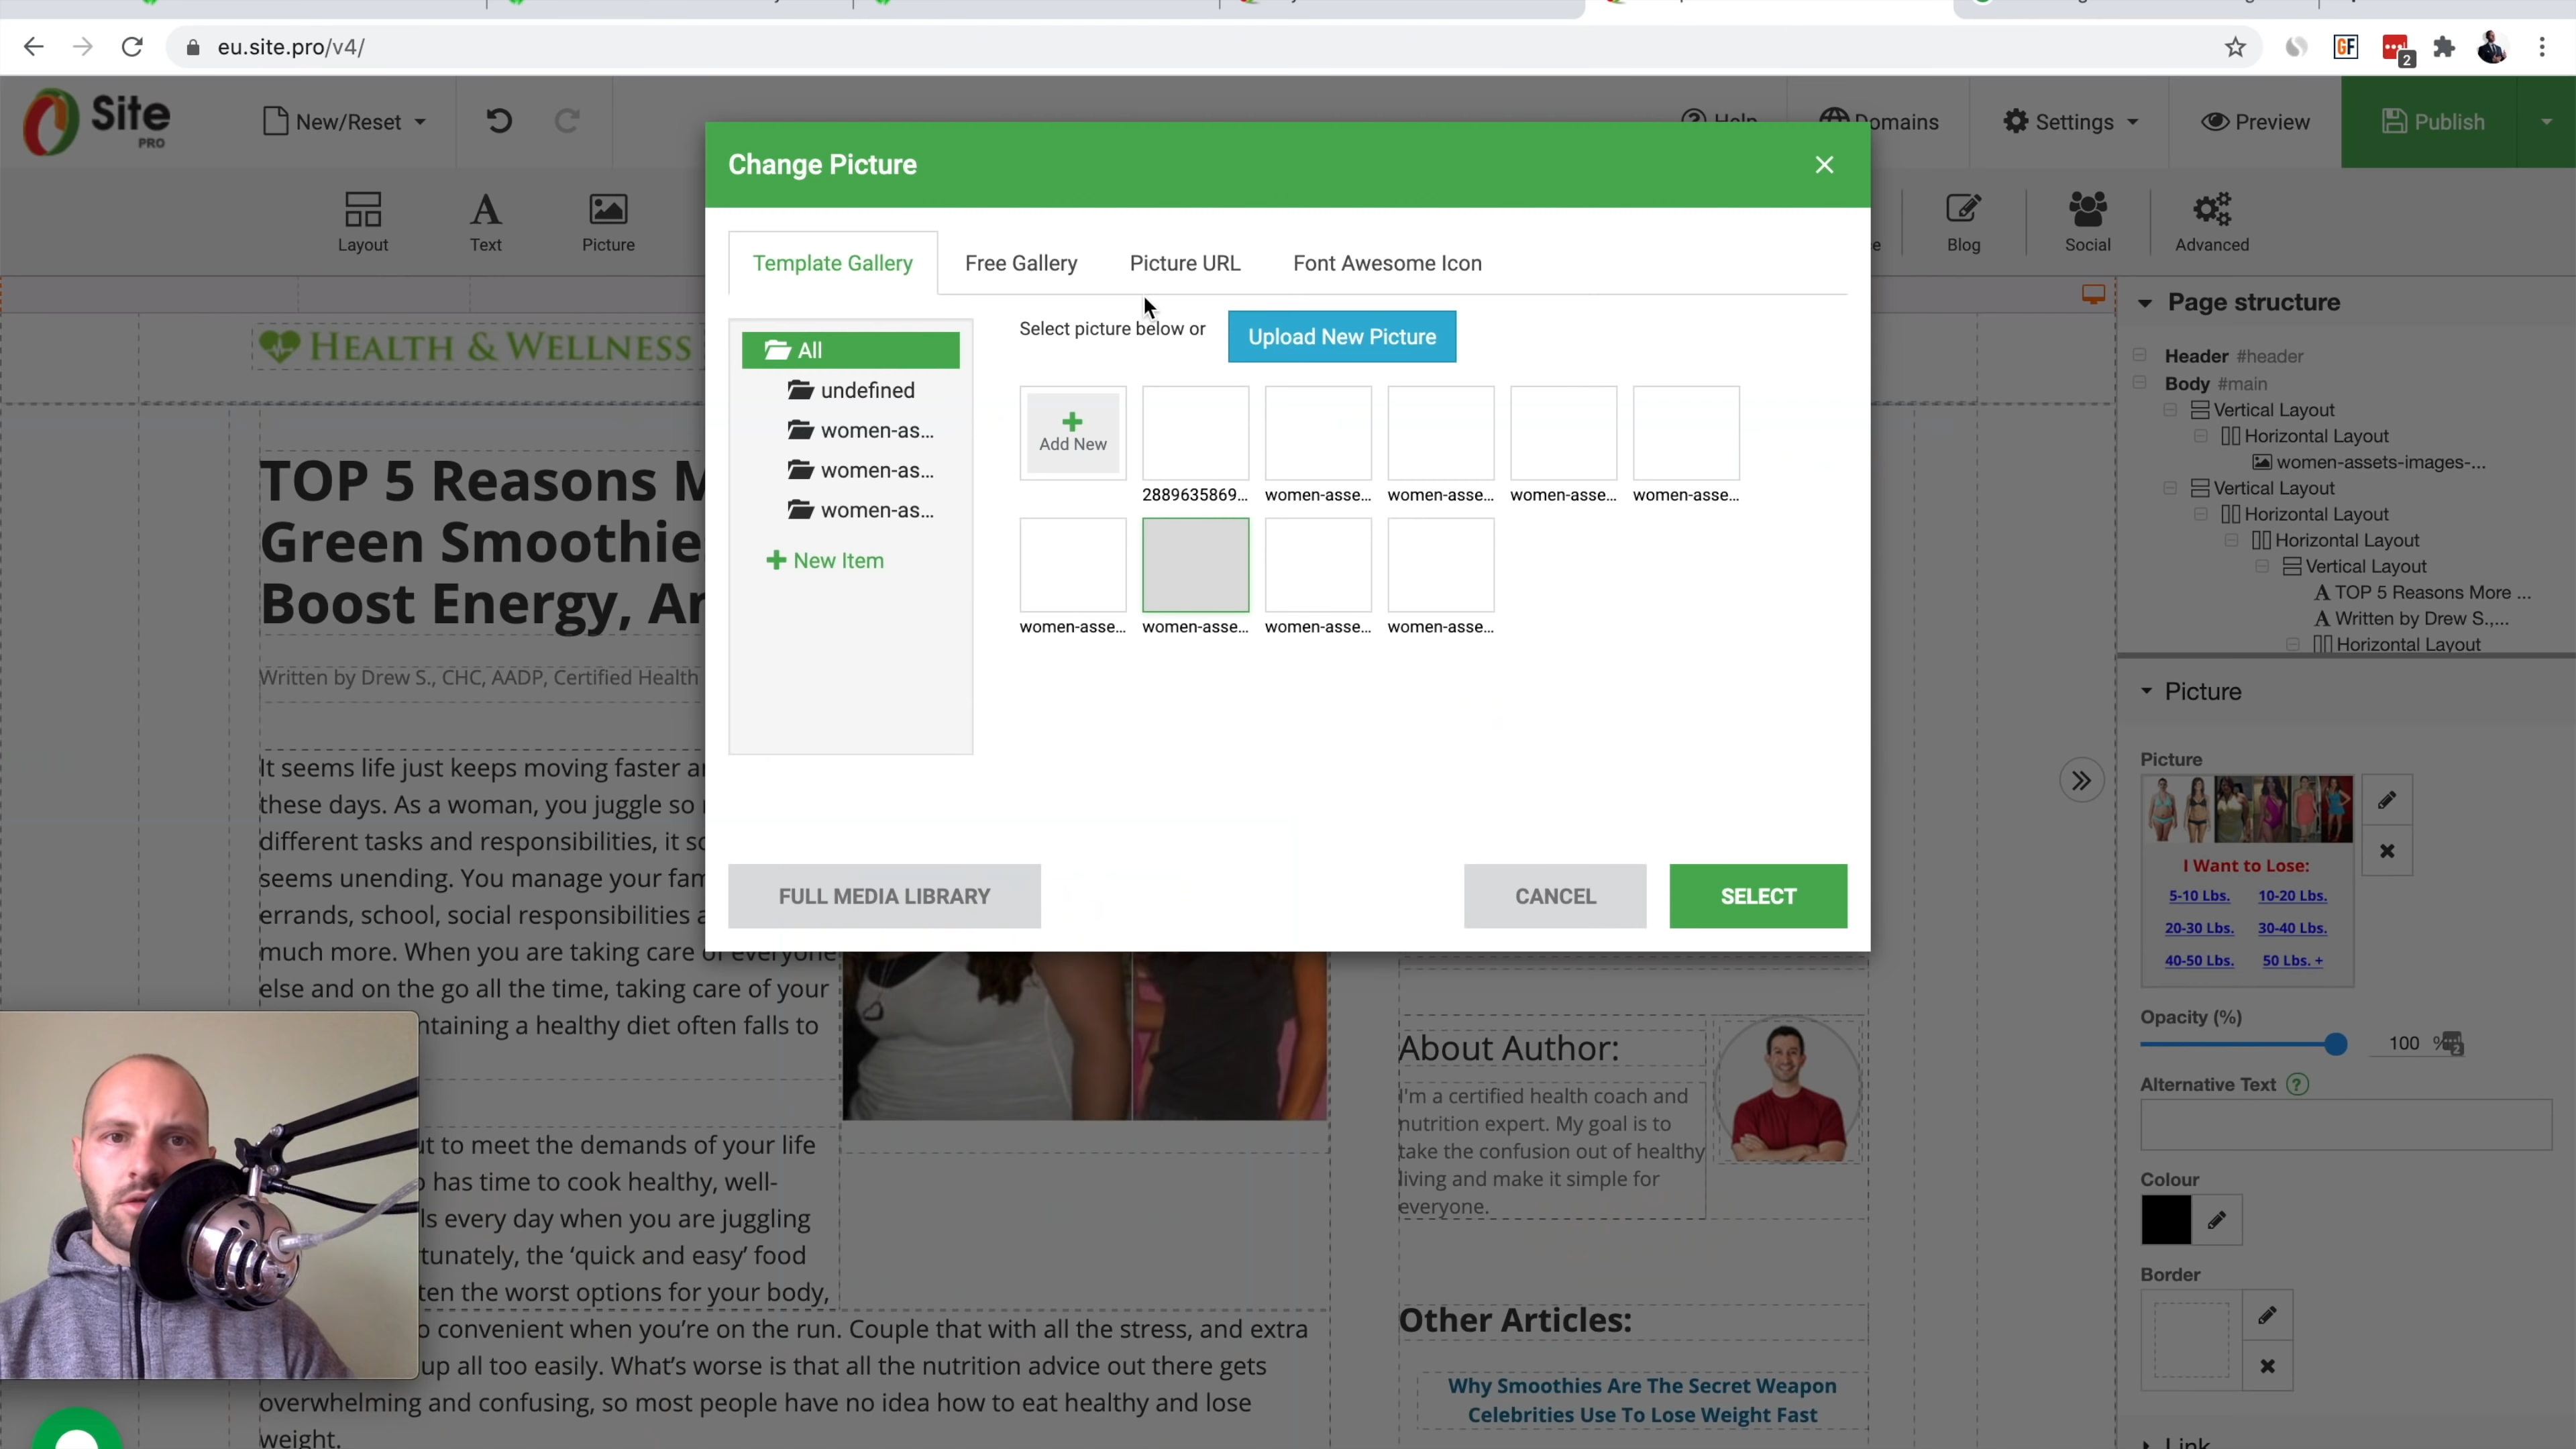 eu.site.pro/v4/
GF
2
Site
PRO
New/Reset
Help
Domains
Settings
Preview
Publish
Layout
Text
Picture
Blog
Social
Advanced
Change Picture
Template Gallery
Free Gallery
Picture URL
Font Awesome Icon
Select picture below or
Upload New Picture
All
undefined
women-as...
women-as...
women-as...
New Item
Add New
2889635869...
women-asse...
women-asse...
women-asse...
women-asse...
women-asse...
women-asse...
women-asse...
women-asse...
FULL MEDIA LIBRARY
CANCEL
SELECT
HEALTH & WELLNESS
TOP 5 Reasons
Green Smoothie
Boost Energy,
Written by Drew S., CHC, AADP, Certified Health
It seems life just keeps moving faster
these days. As a woman, you juggle so
different tasks and responsibilities, it
seems unending. You manage your
errands, school, social responsibilities
much more. When you are taking care of everyone
else and on the go all the time, taking care of your
ntaining a healthy diet often falls to
ut to meet the demands of your life
has time to cook healthy, well-
ls every day when you are juggling
tunately, the ‘quick and easy’ food
ten the worst options for your body,
o convenient when you’re on the run. Couple that with all the stress, and extra
up all too easily. What’s worse is that all the nutrition advice out there gets
overwhelming and confusing, so most people have no idea how to eat healthy and lose
weight.
About Author:
I'm a certified health coach and
nutrition expert. My goal is to
take the confusion out of healthy
living and make it simple for
everyone.
Other Articles:
Why Smoothies Are The Secret Weapon
Celebrities Use To Lose Weight Fast
Page structure
Header #header
Body #main
Vertical Layout
Horizontal Layout
women-assets-images-...
Vertical Layout
Horizontal Layout
Horizontal Layout
Vertical Layout
TOP 5 Reasons More ...
Written by Drew S.,...
Horizontal Layout
Picture
Picture
I Want to Lose:
5-10 Lbs. 10-20 Lbs.
20-30 Lbs. 30-40 Lbs.
40-50 Lbs. 50 Lbs. +
Opacity (%)
100 %
2
Alternative Text ?
Colour
Border
Link